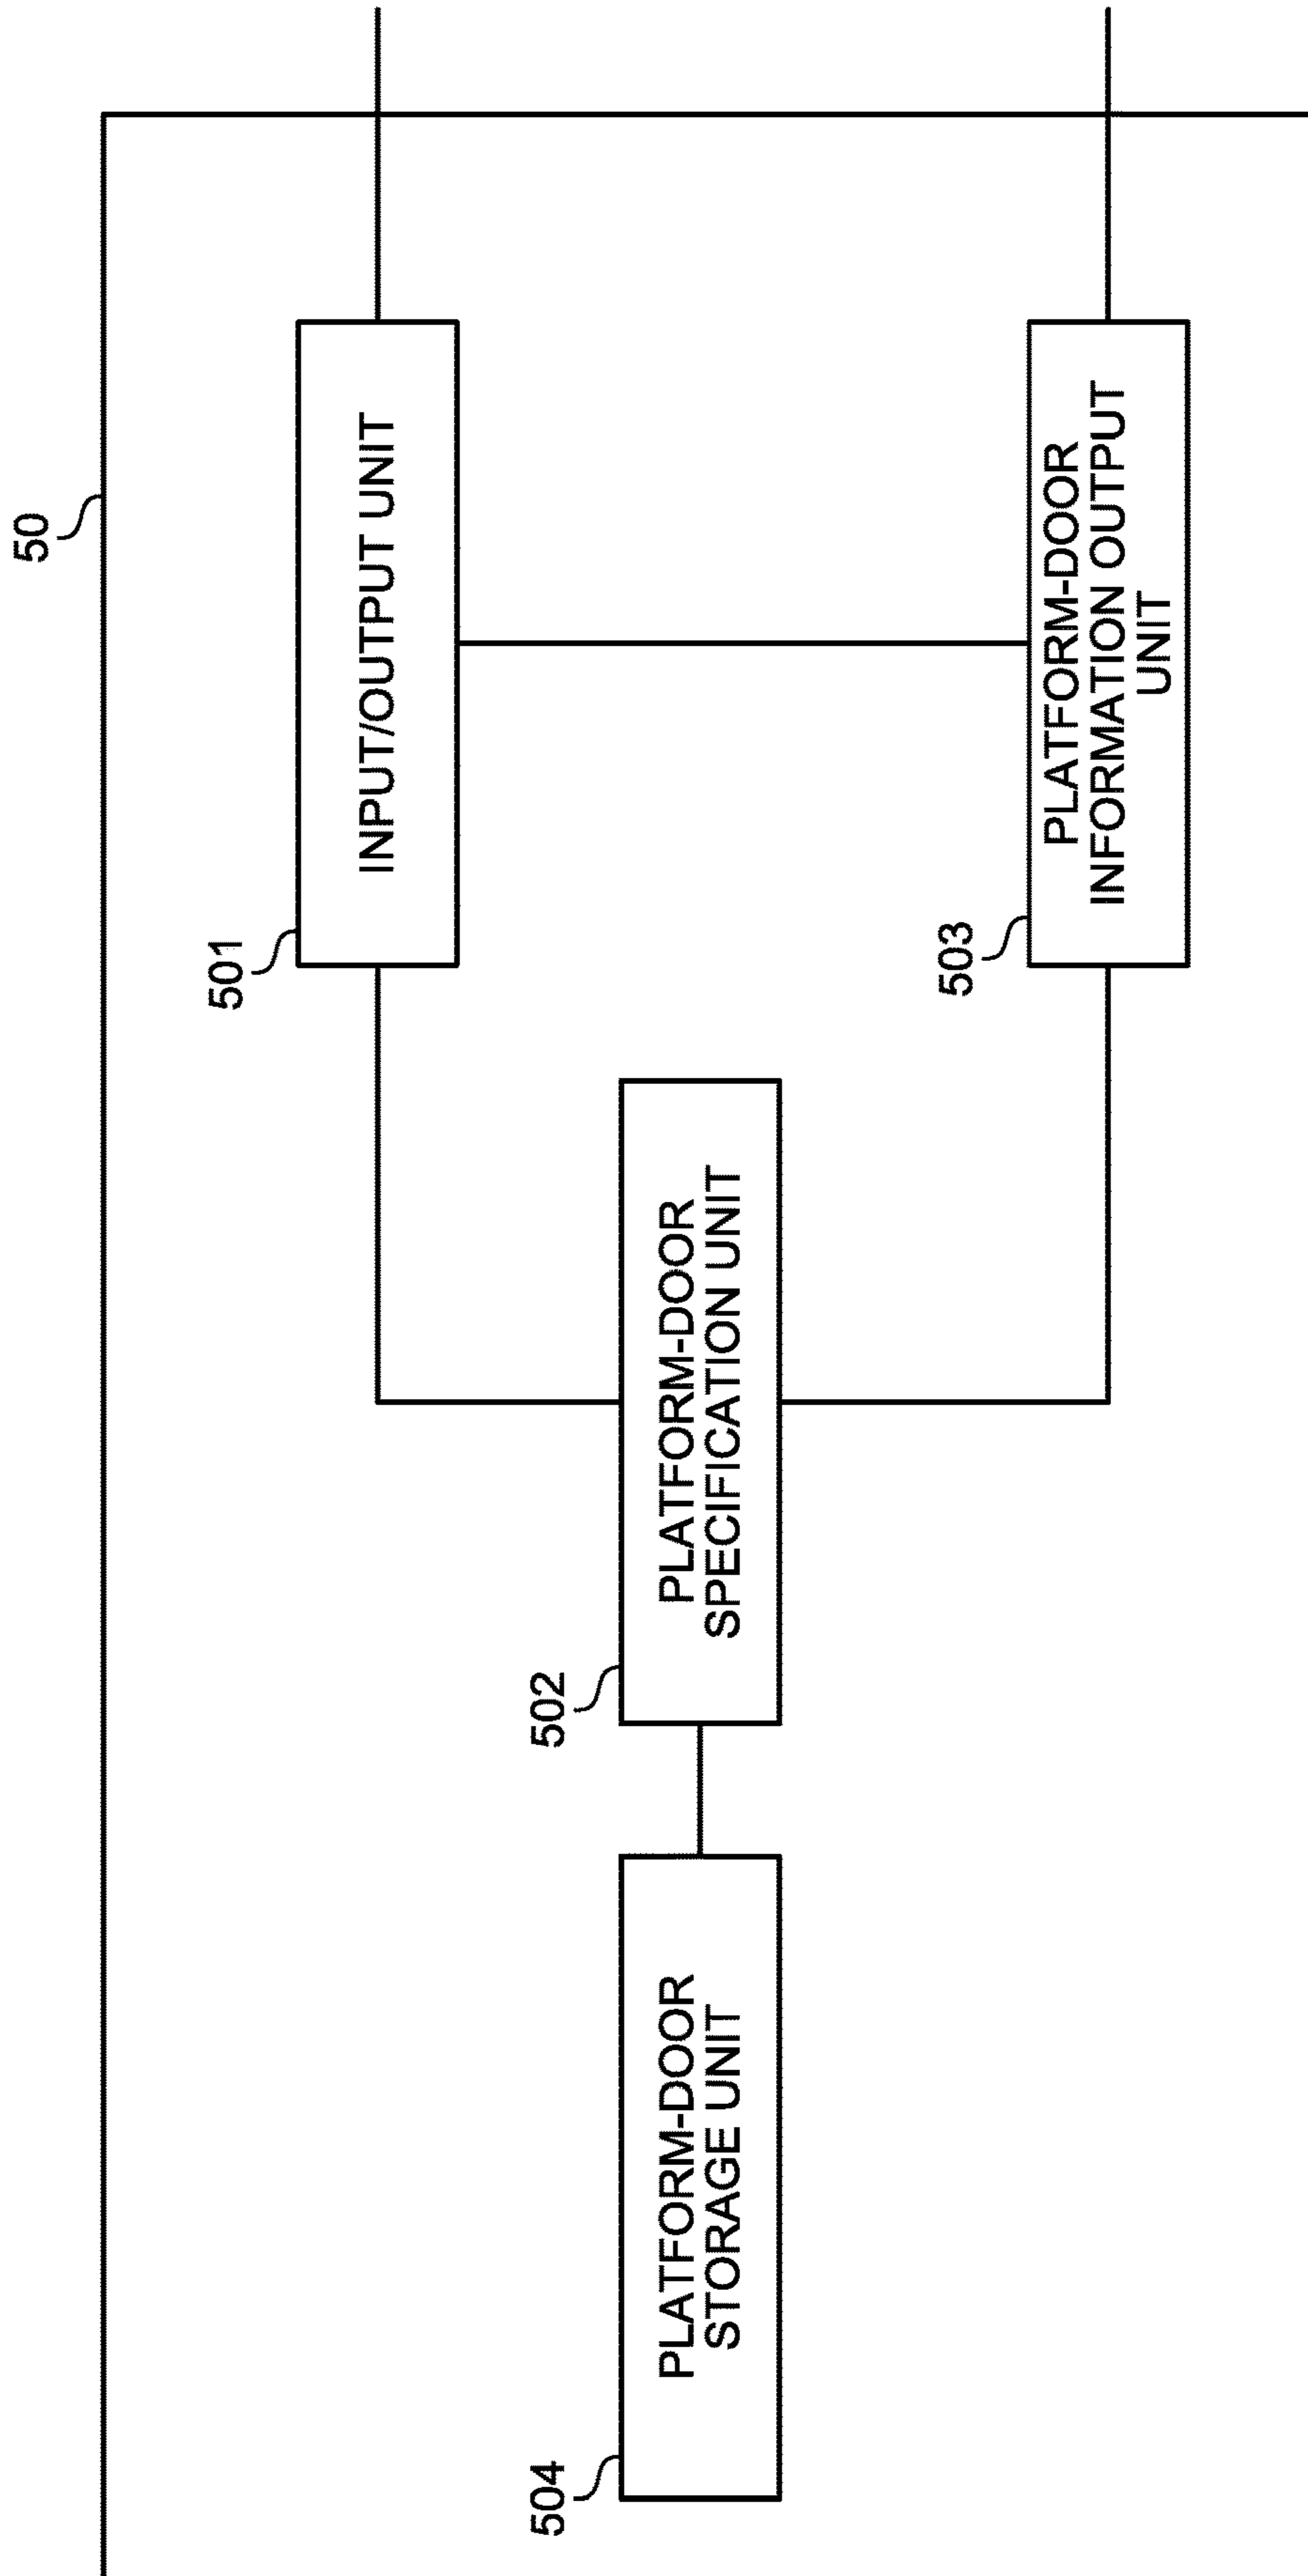 50
501
INPUT/OUTPUT UNIT
502
PLATFORM-DOOR
SPECIFICATION UNIT
503
PLATFORM-DOOR
INFORMATION OUTPUT
UNIT
504
PLATFORM-DOOR
STORAGE UNIT